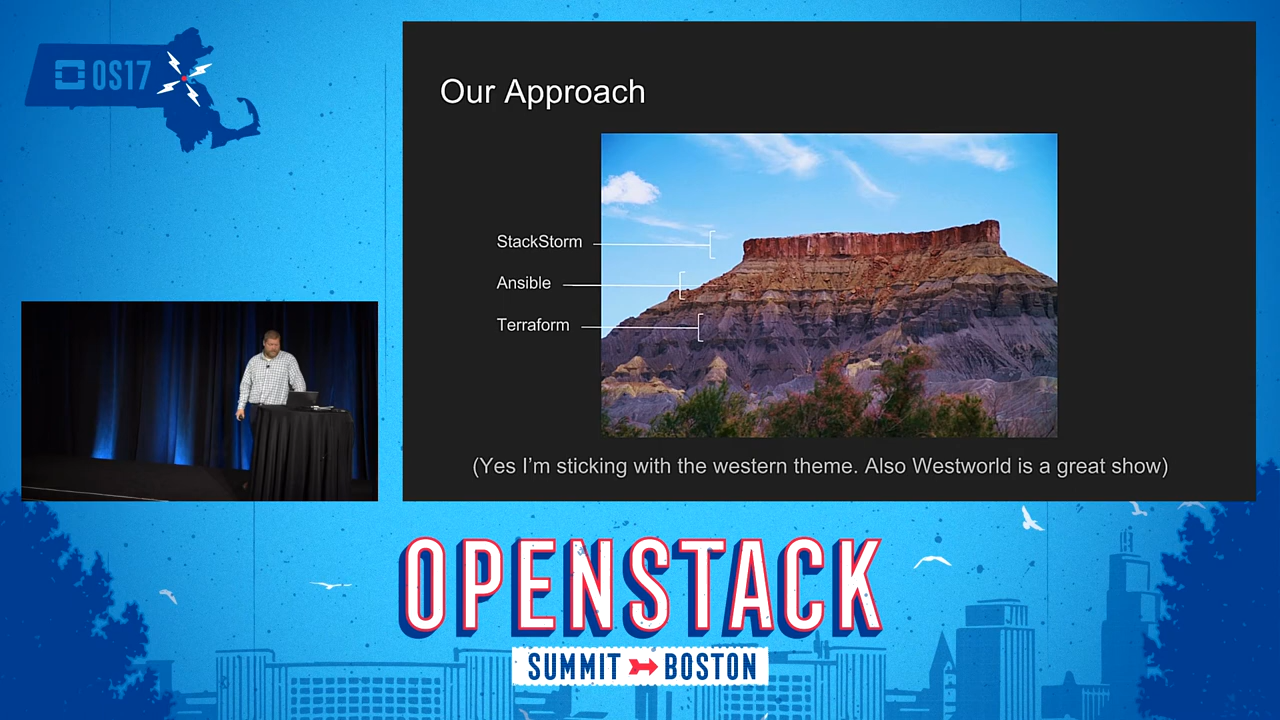 OS17
Our Approach
StackStorm
Ansible
Terraform
(Yes I'm sticking with the western theme. Also Westworld is a great show)
OPENSTACK
SUMMIT BOSTON